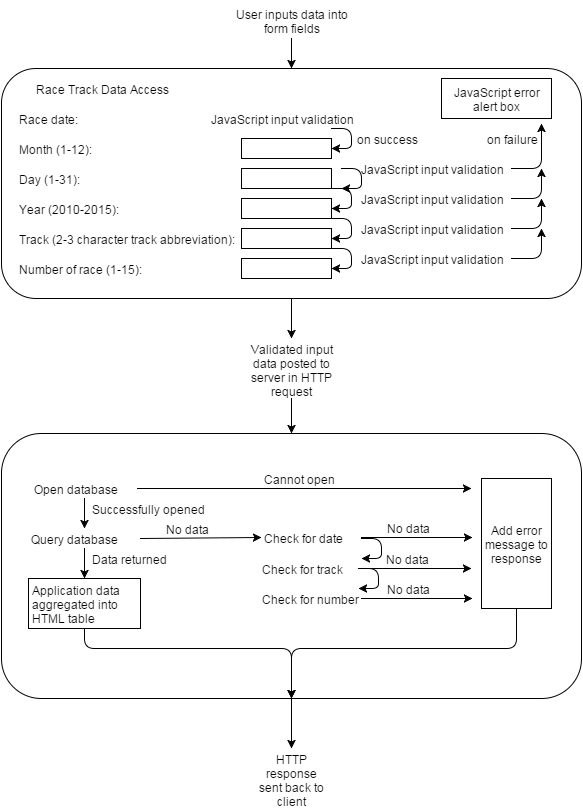 User inputs data into
form fields
Race Track Data Access
JavaScript error
alert box
Race date:
JavaScript input validation
on success
on failure
Month (1-12):
JavaScript input validation
Day (1-31):
JavaScript input validation
Year (2010-2015):
JavaScript input validation
Track (2-3 character track abbreviation):
JavaScript input validation
Number of race (1-15):
Validated input
data posted to
server in HTTP
request
Cannot open
Open database
Successfully opened
Query database
No data
Check for date
No data
Add error
message to
response
Data returned
Check for track
No data
Application data
aggregated into
HTML table
Check for number
No data
HTTP
response
sent back to
client